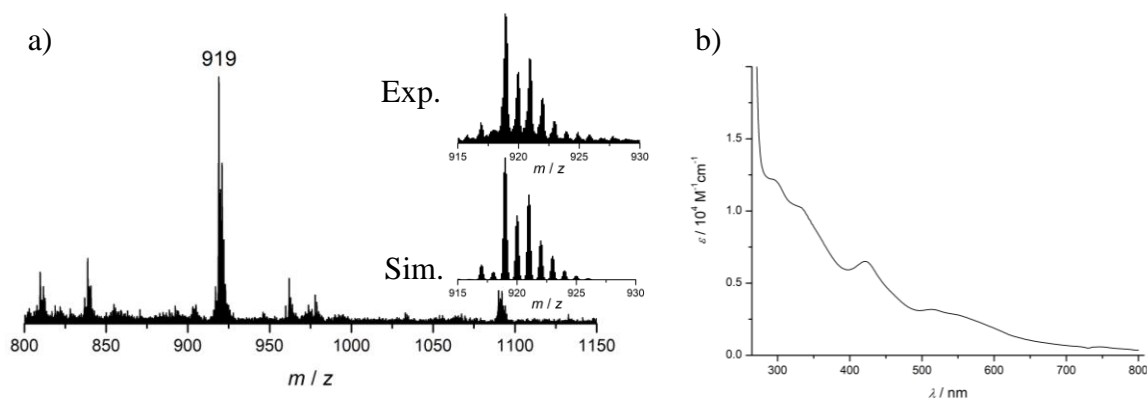 a)
919
Exp.
915 920 925 930
m / z
Sim.
915 920 925 930
m / z
800 850 900 950 1000 1050 1100 1150
m / z
b)
ε / 10⁴ M⁻¹cm⁻¹
1.5
1.0
0.5
0.0
300 400 500 600 700 800
λ / nm